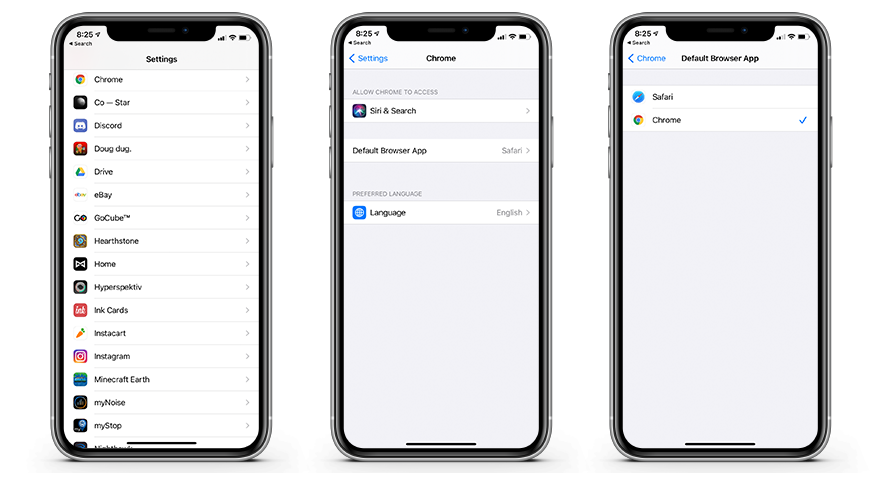 8:25
Search
Settings
Chrome
Co — Star
Discord
Doug dug.
Drive
ebay
eBay
GoCube™
Hearthstone
Home
Hyperspektiv
ink
Ink Cards
Instacart
Instagram
Minecraft Earth
myNoise
myStop
8:25
Search
Settings
Chrome
ALLOW CHROME TO ACCESS
Siri & Search
Default Browser App
Safari
PREFERRED LANGUAGE
Language
English
8:25
Search
Chrome
Default Browser App
Safari
Chrome